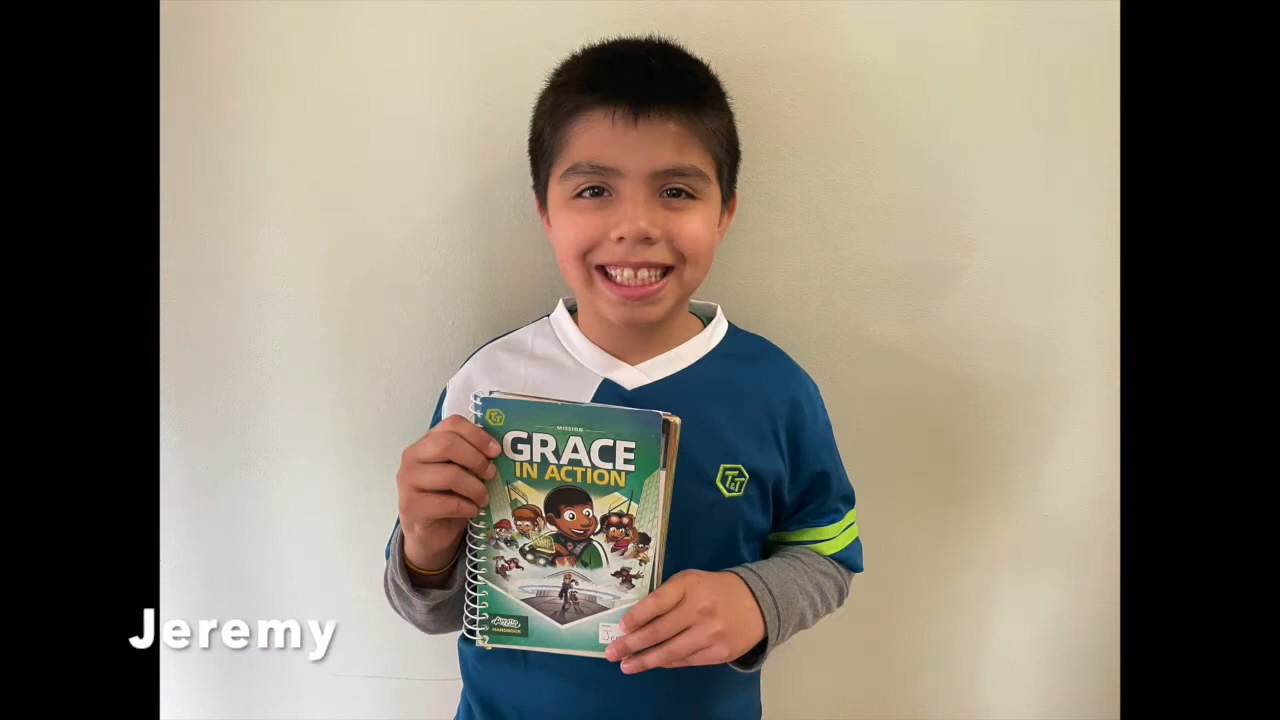 T&T
MISSION
GRACE
IN ACTION
T&T
HANDBOOK
Jeremy